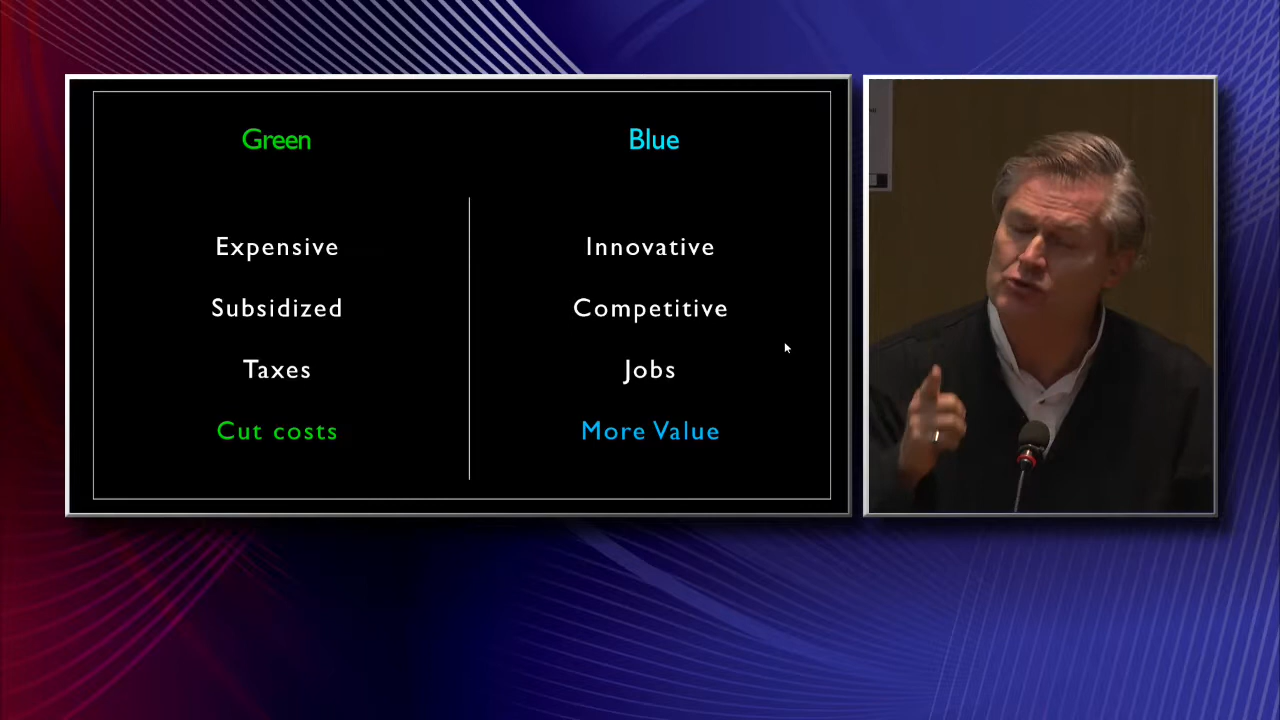 Green
Blue
Expensive
Innovative
Subsidized
Competitive
Taxes
Jobs
Cut costs
More Value